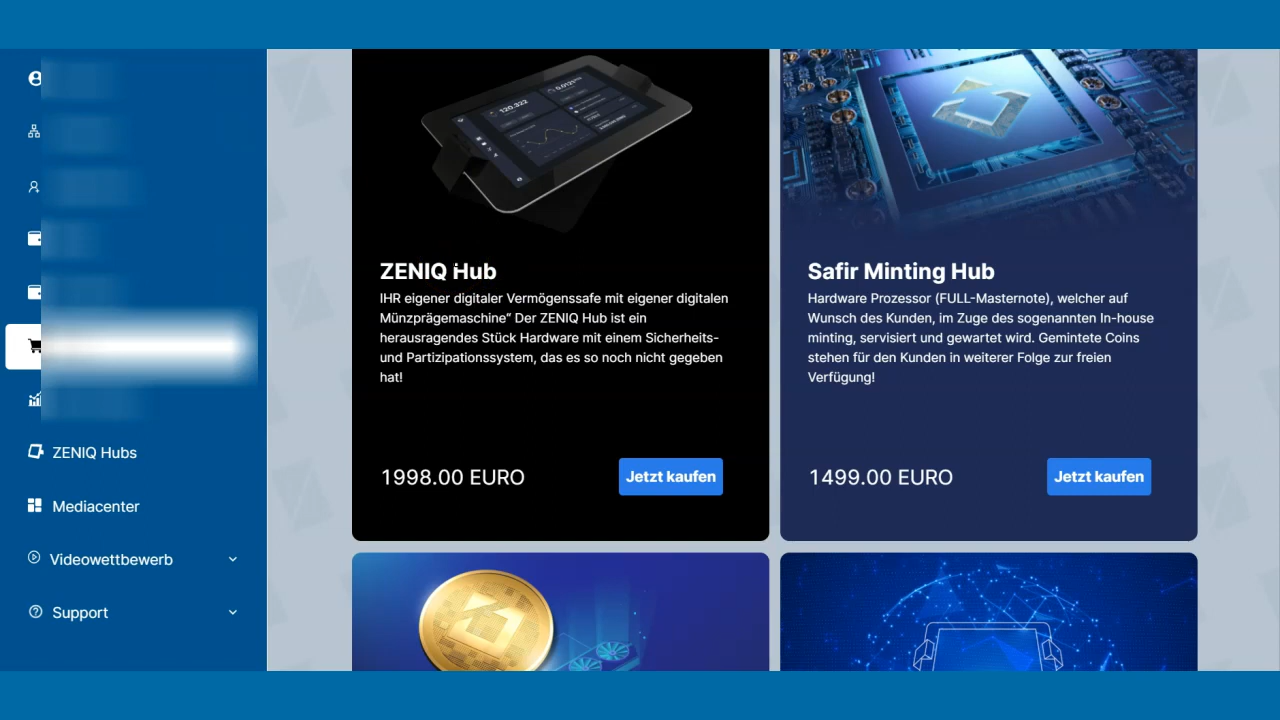 120.322
0.0121
ZENIQ Hub
IHR eigener digitaler Vermögenssafe mit eigener digitalen
Münzprägemaschine” Der ZENIQ Hub ist ein
herausragendes Stück Hardware mit einem Sicherheits-
und Partizipationssystem, das es so noch nicht gegeben
hat!
1998.00 EURO
Jetzt kaufen
Safir Minting Hub
Hardware Prozessor (FULL-Masternote), welcher auf
Wunsch des Kunden, im Zuge des sogenannten In-house
minting, servisiert und gewartet wird. Gemintete Coins
stehen für den Kunden in weiterer Folge zur freien
Verfügung!
1499.00 EURO
Jetzt kaufen
ZENIQ Hubs
Mediacenter
Videowettbewerb
Support